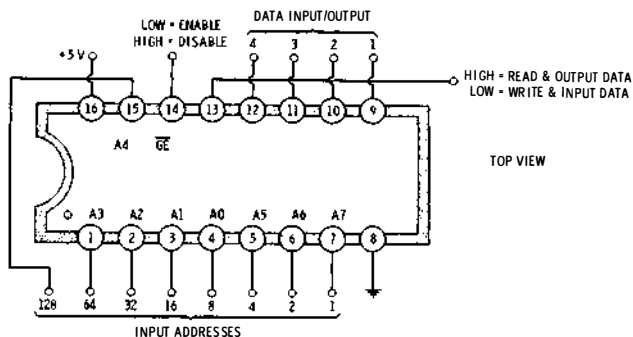 DATA INPUT/OUTPUT
LOW = ENABLE
HIGH = DISABLE
4 3 2 1
+5 V
HIGH = READ & OUTPUT DATA
LOW = WRITE & INPUT DATA
16 15 14 13 12 11 10 9
A4 GE
TOP VIEW
A3 A2 A1 A0 A5 A6 A7
1 2 3 4 5 6 7 8
128 64 32 16 8 4 2 1
INPUT ADDRESSES